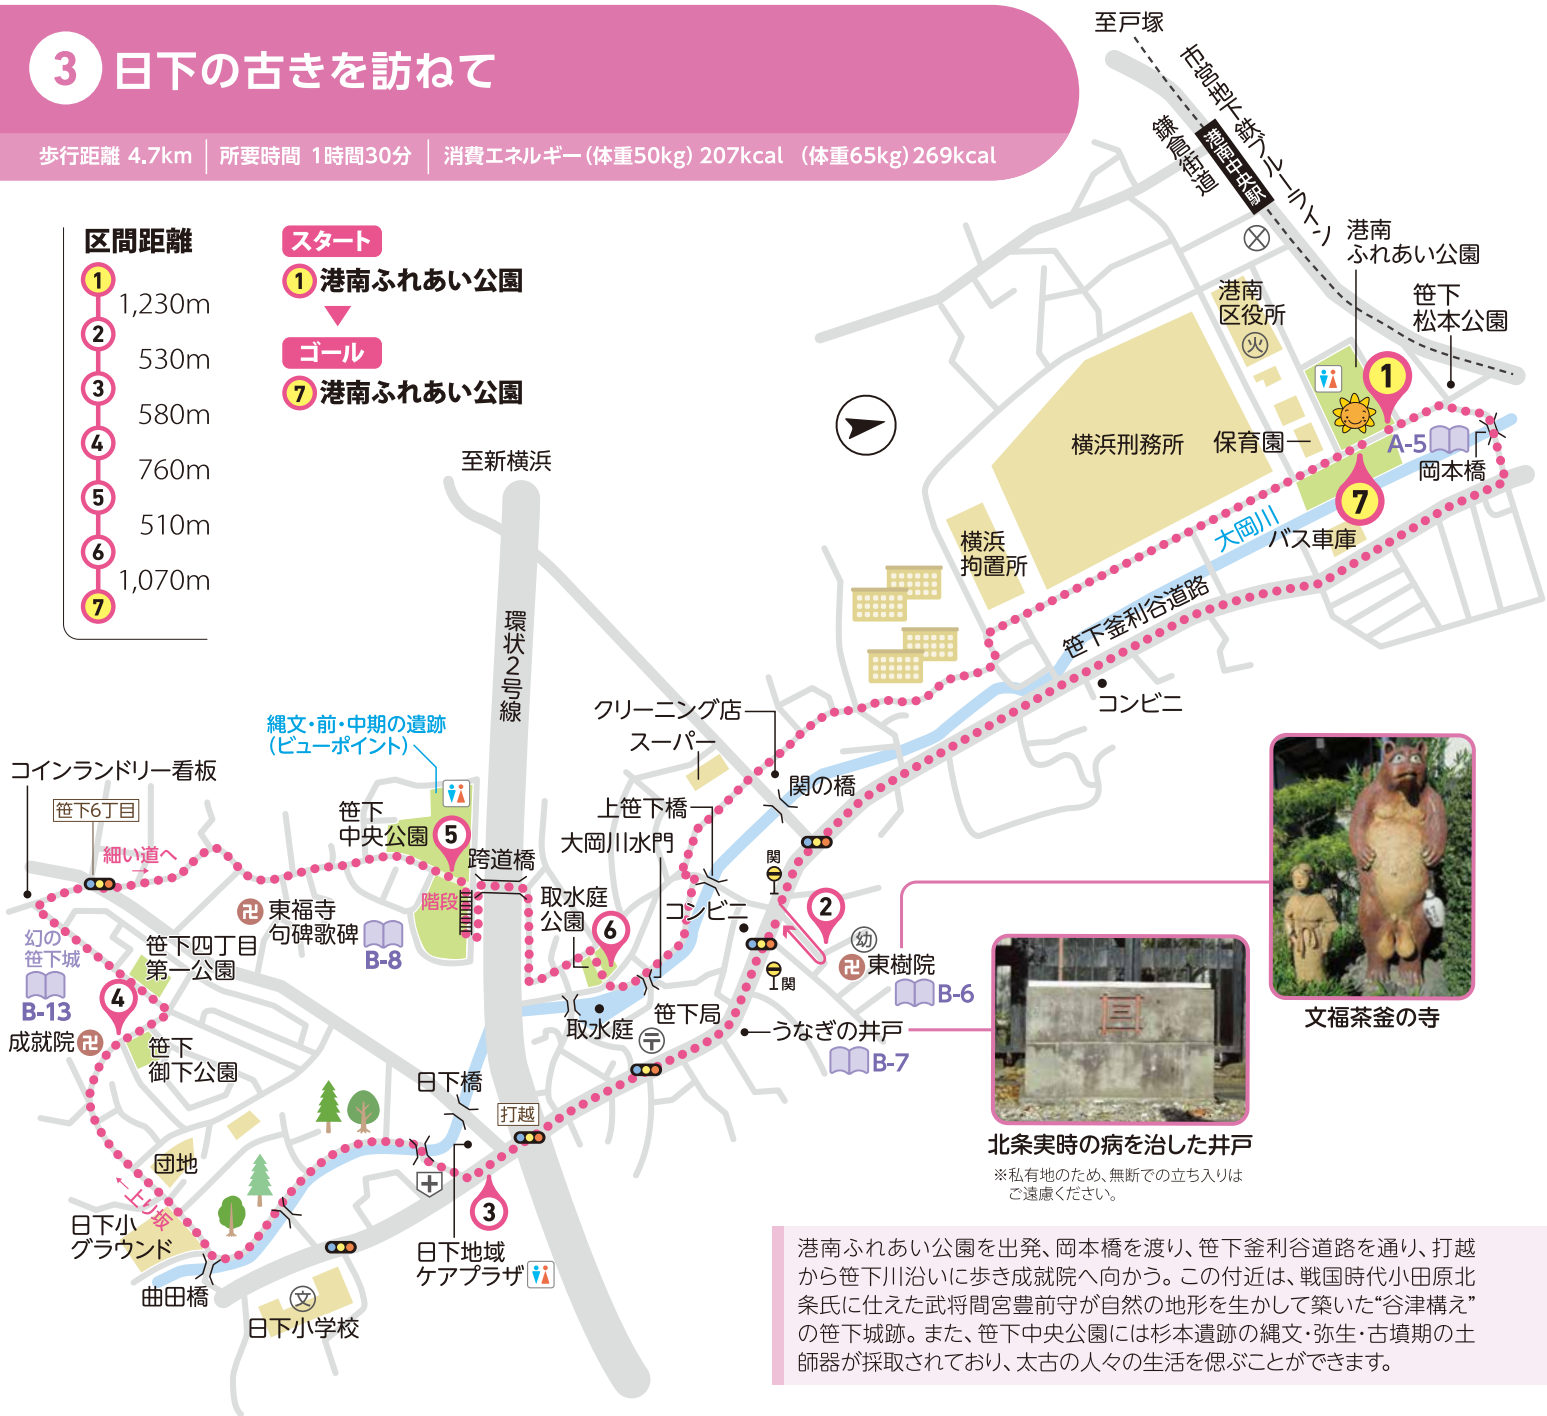 3 日下の古きを訪ねて
歩行距離 4.7km 所要時間 1時間30分 消費エネルギー(体重50kg) 207kcal (体重65kg)269kcal
区間距離
1
1,230m
2
530m
3
580m
4
760m
5
510m
6
1,070m
7
スタート
1 港南ふれあい公園
ゴール
7 港南ふれあい公園
至戸塚
市営地下鉄ブルーライン
鎌倉街道
港南中央駅
港南
ふれあい公園
港南
区役所
火
笹下
松本公園
1
横浜刑務所
保育園
A-5
岡本橋
7
大岡川
バス車庫
横浜
拘置所
笹下釜利谷道路
コンビニ
至新横浜
環状2号線
クリーニング店
スーパー
関の橋
上笹下橋
大岡川水門
関
コンビニ
2
幼
卍 東樹院
B-6
関
縄文・前・中期の遺跡
(ビューポイント)
コインランドリー看板
笹下6丁目
細い道へ
→
笹下
中央公園
5
跨道橋
階段
取水庭
公園
6
卍 東福寺
句碑歌碑
B-8
幻の
笹下城
B-13
笹下四丁目
第一公園
4
成就院 卍
笹下
御下公園
取水庭
笹下局
〒
うなぎの井戸
B-7
日下橋
打越
団地
←上り坂
日下小
グラウンド
3
日下地域
ケアプラザ
曲田橋
文
日下小学校
三
文福茶釜の寺
北条実時の病を治した井戸
※私有地のため、無断での立ち入りは
ご遠慮ください。
港南ふれあい公園を出発、岡本橋を渡り、笹下釜利谷道路を通り、打越
から笹下川沿いに歩き成就院へ向かう。この付近は、戦国時代小田原北
条氏に仕えた武将間宮豊前守が自然の地形を生かして築いた“谷津構え”
の笹下城跡。また、笹下中央公園には杉本遺跡の縄文・弥生・古墳期の土
師器が採取されており、太古の人々の生活を偲ぶことができます。